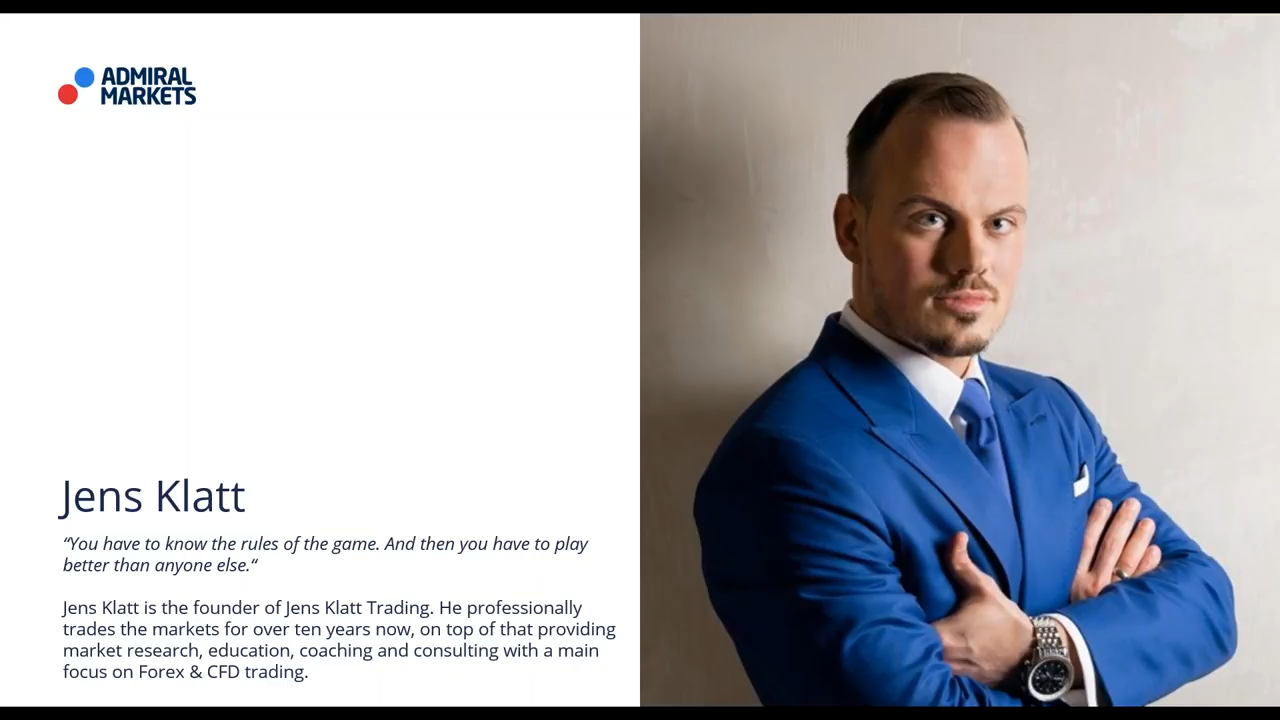 ADMIRAL
MARKETS
Jens Klatt
“You have to know the rules of the game. And then you have to play
better than anyone else.“
Jens Klatt is the founder of Jens Klatt Trading. He professionally
trades the markets for over ten years now, on top of that providing
market research, education, coaching and consulting with a main
focus on Forex & CFD trading.